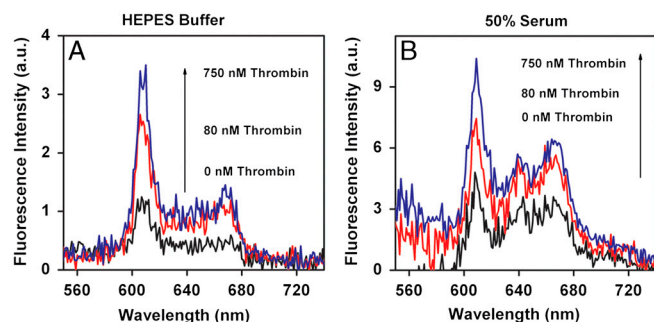 HEPES Buffer
A
Fluorescence Intensity (a.u.)
4
3
2
1
0
750 nM Thrombin
80 nM Thrombin
0 nM Thrombin
560 600 640 680 720
Wavelength (nm)
50% Serum
B
Fluorescence Intensity (a.u.)
9
6
3
0
750 nM Thrombin
80 nM Thrombin
0 nM Thrombin
560 600 640 680 720
Wavelength (nm)